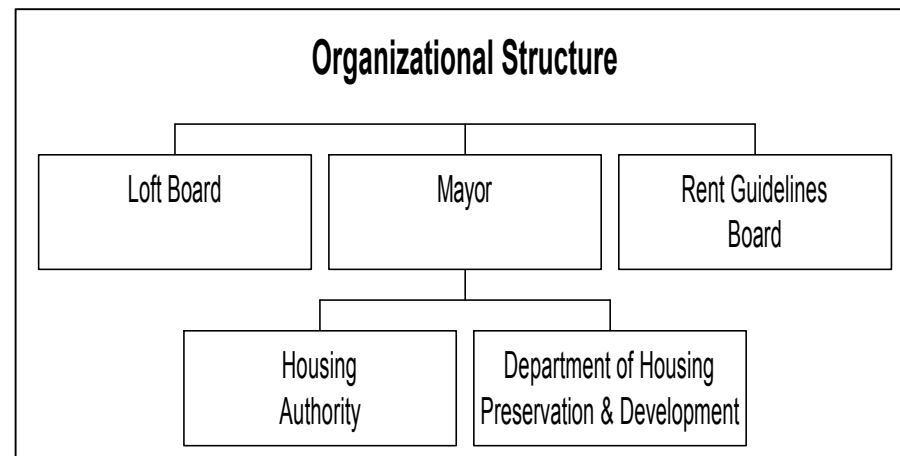 Organizational Structure
Loft Board
Mayor
Rent Guidelines
Board
Housing
Authority
Department of Housing
Preservation & Development